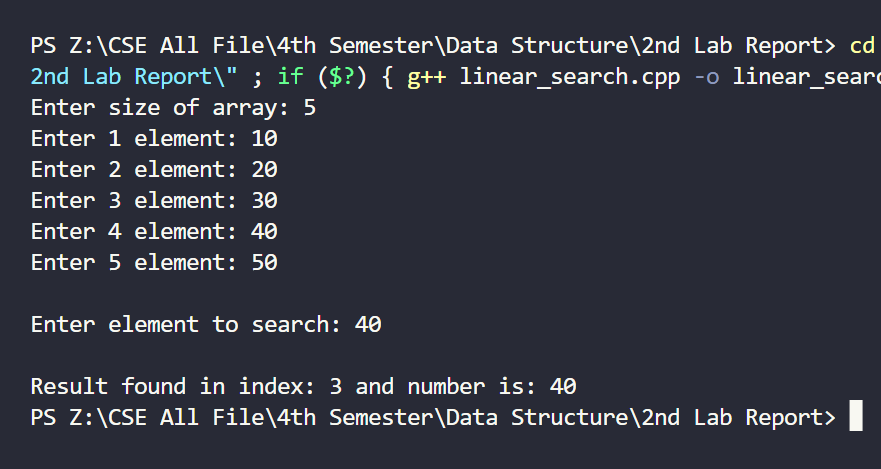 PS Z:\CSE All File\4th Semester\Data Structure\2nd Lab Report> cd
2nd Lab Report\" ; if ($?) { g++ linear_search.cpp -o linear_searc
Enter size of array: 5
Enter 1 element: 10
Enter 2 element: 20
Enter 3 element: 30
Enter 4 element: 40
Enter 5 element: 50
Enter element to search: 40
Result found in index: 3 and number is: 40
PS Z:\CSE All File\4th Semester\Data Structure\2nd Lab Report>